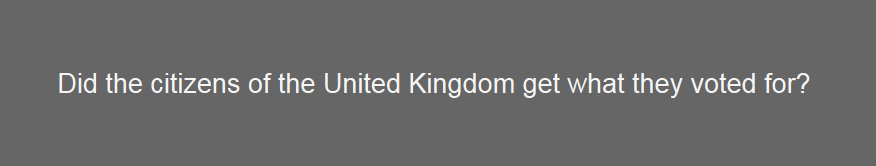 Did the citizens of the United Kingdom get what they voted for?